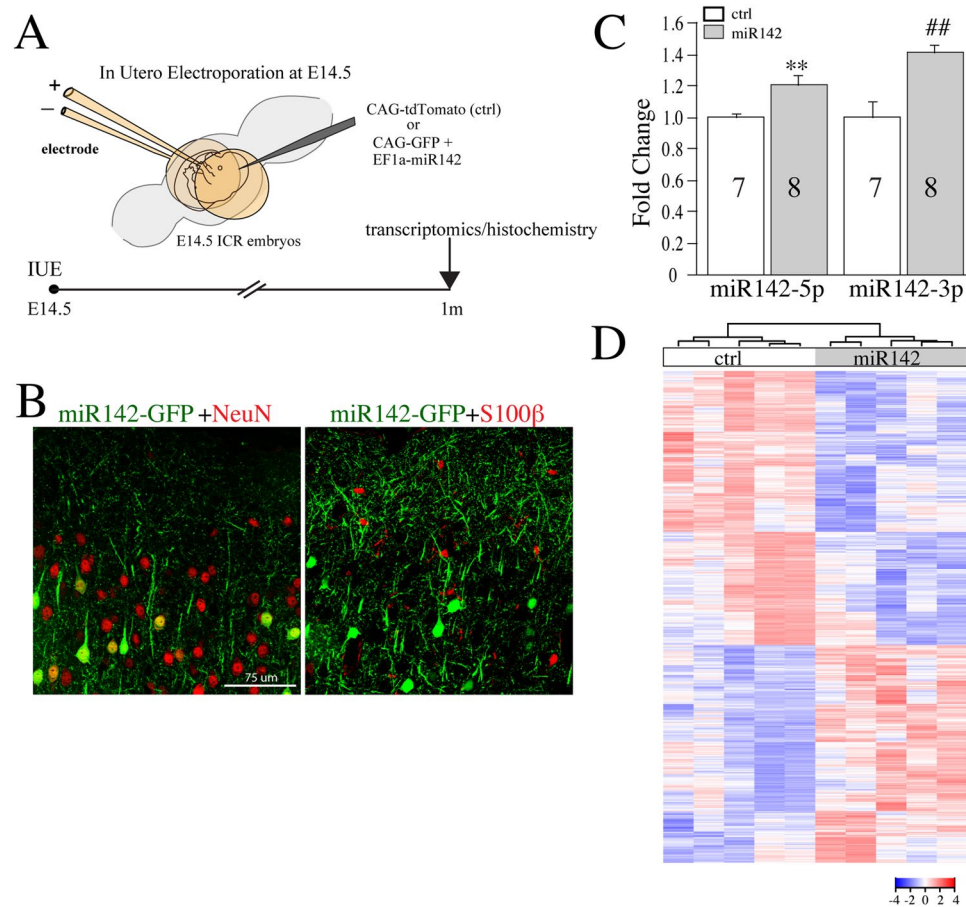 A
In Utero Electroporation at E14.5
+
−
electrode
CAG-tdTomato (ctrl)
or
CAG-GFP +
EF1a-miR142
E14.5 ICR embryos
transcriptomics/histochemistry
IUE
E14.5
1m
B
miR142-GFP +NeuN
miR142-GFP+S100β
75 um
C
ctrl
miR142
Fold Change
1.6
1.4
1.2
1.0
0.8
0.6
0.4
0.2
0
**
##
7
8
7
8
miR142-5p
miR142-3p
D
ctrl
miR142
-4 -2 0 2 4